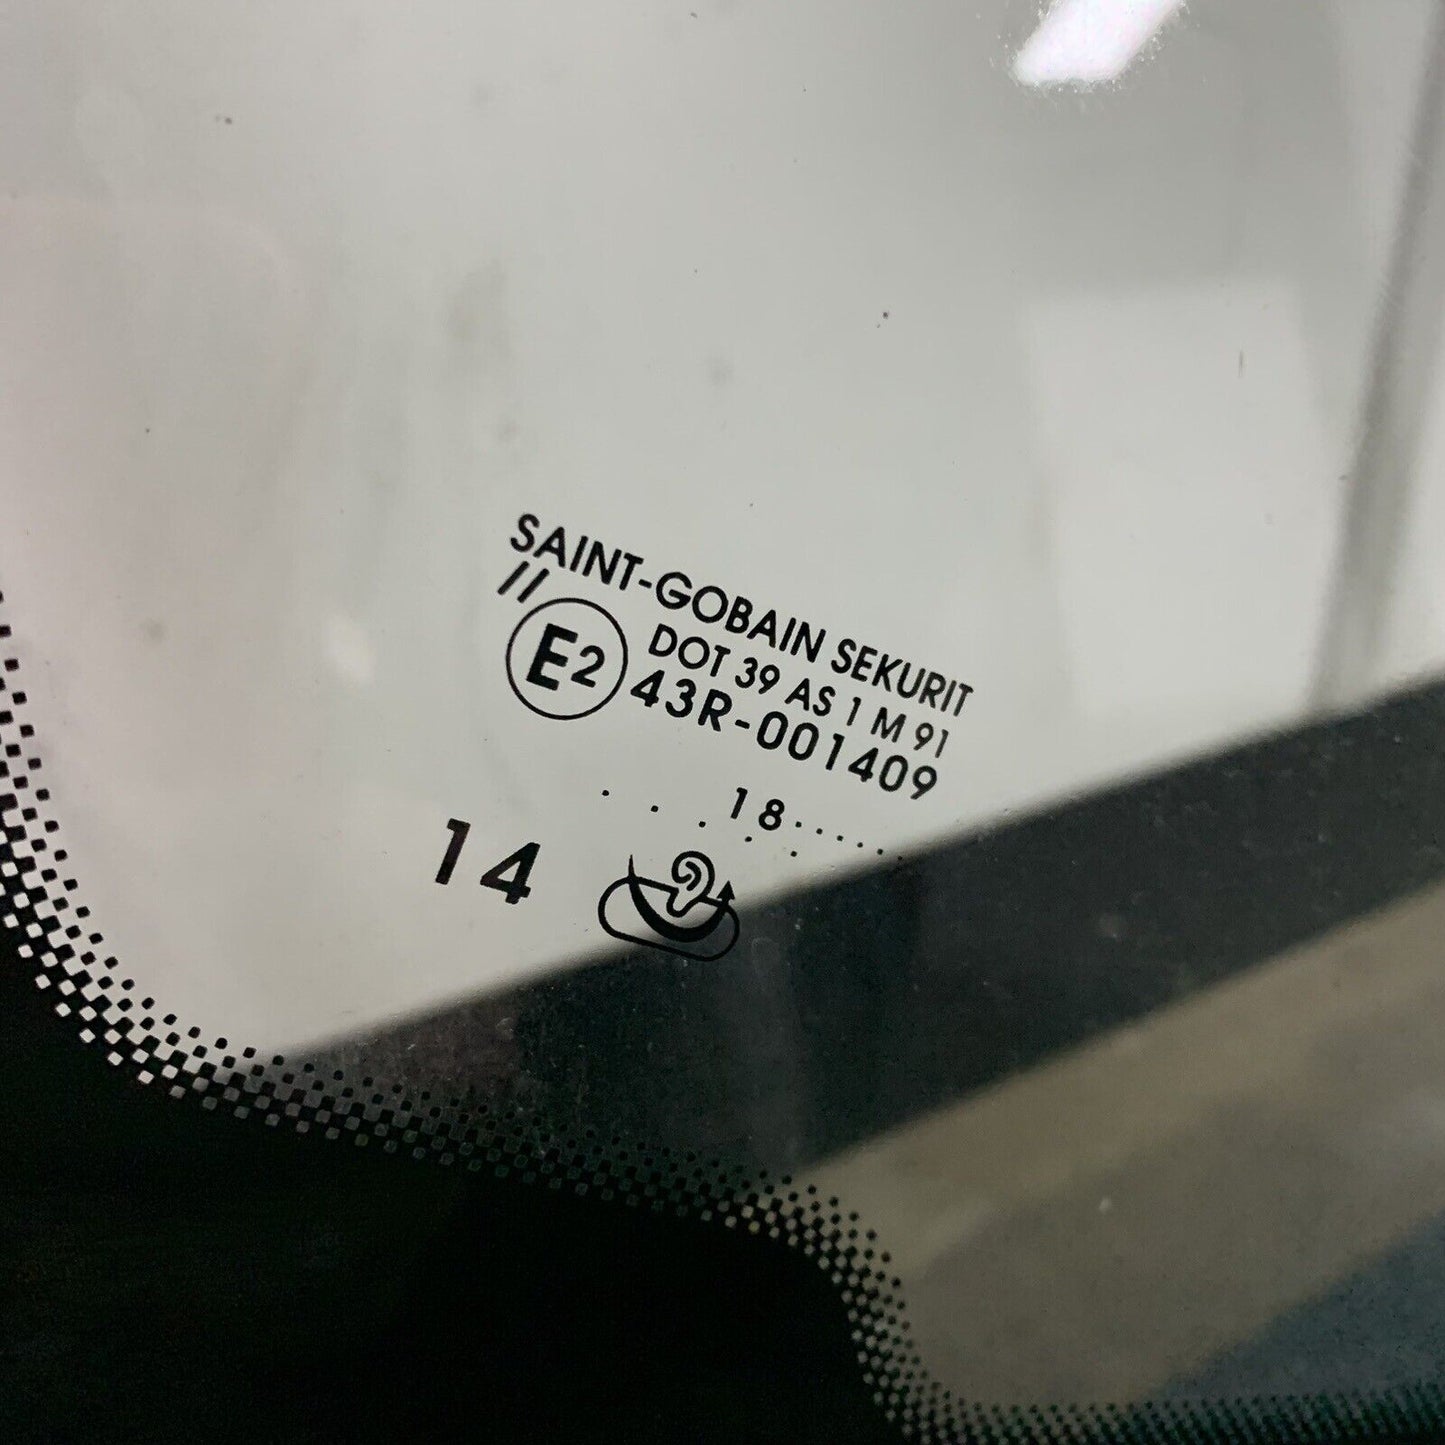 SAINT-GOBAIN SEKURIT
//
E2
DOT 39 AS 1 M 91
43R-001409
. . . . . 18 . . . . . .
14